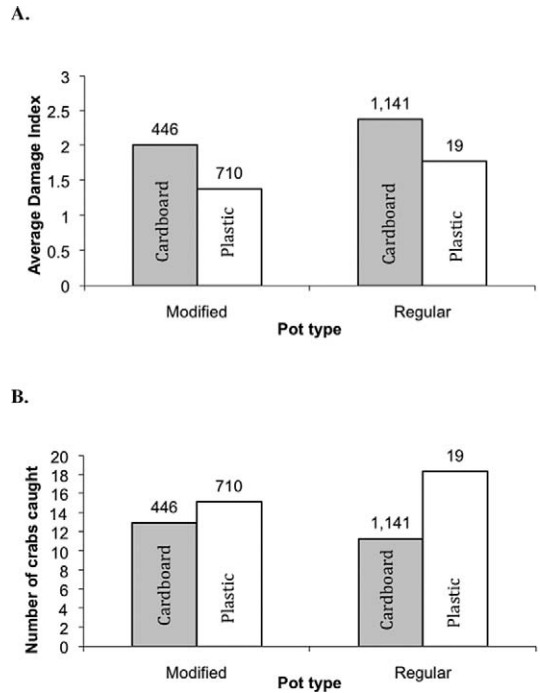 A.
Average Damage Index
3
2.5
2
1.5
1
0.5
0
446
710
1,141
19
Cardboard
Plastic
Cardboard
Plastic
Modified
Regular
Pot type
B.
Number of crabs caught
20
18
16
14
12
10
8
6
4
2
0
446
710
1,141
19
Cardboard
Plastic
Cardboard
Plastic
Modified
Regular
Pot type